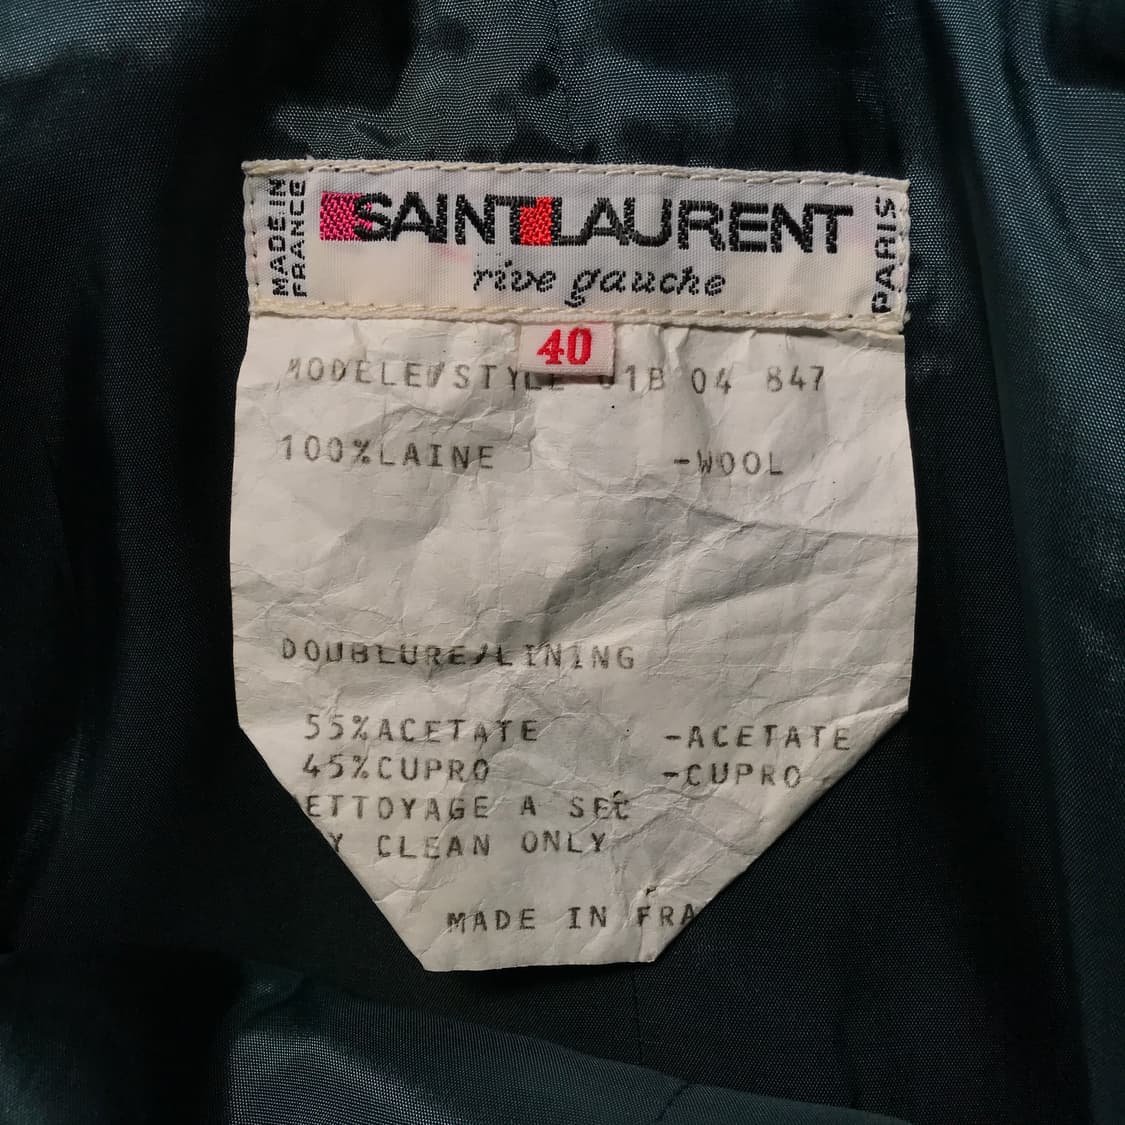 MADE IN
FRANCE
SAINT LAURENT
rive gauche
PARIS
40
MODELE/STYLE 01B 04 847
100%LAINE -WOOL
DOUBLURE/LINING
55%ACETATE -ACETATE
45%CUPRO -CUPRO
ETTOYAGE A SEC
Y CLEAN ONLY
MADE IN FRA